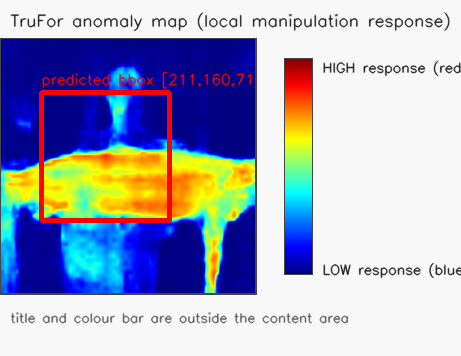 TruFor anomaly map (local manipulation response)
HIGH response (red
predicted bbox [211,160,71
LOW response (blue
title and colour bar are outside the content area